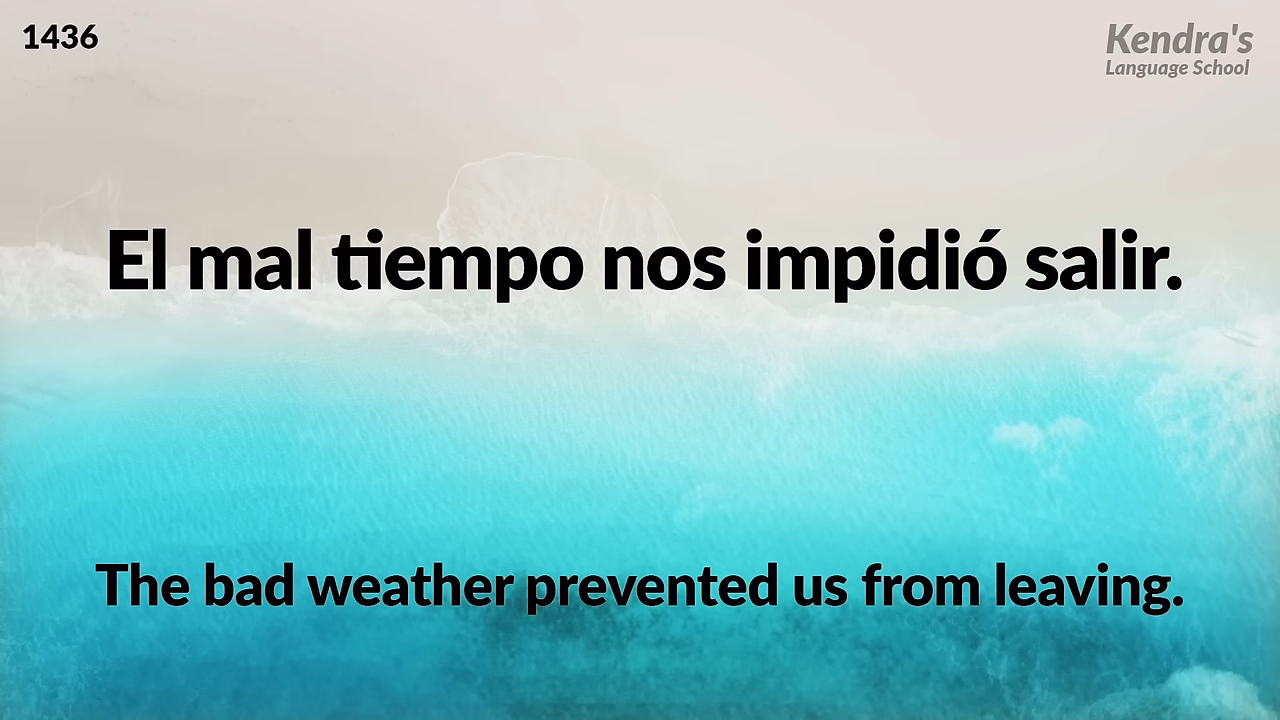 1436
Kendra's
Language School
El mal tiempo nos impidió salir.
The bad weather prevented us from leaving.